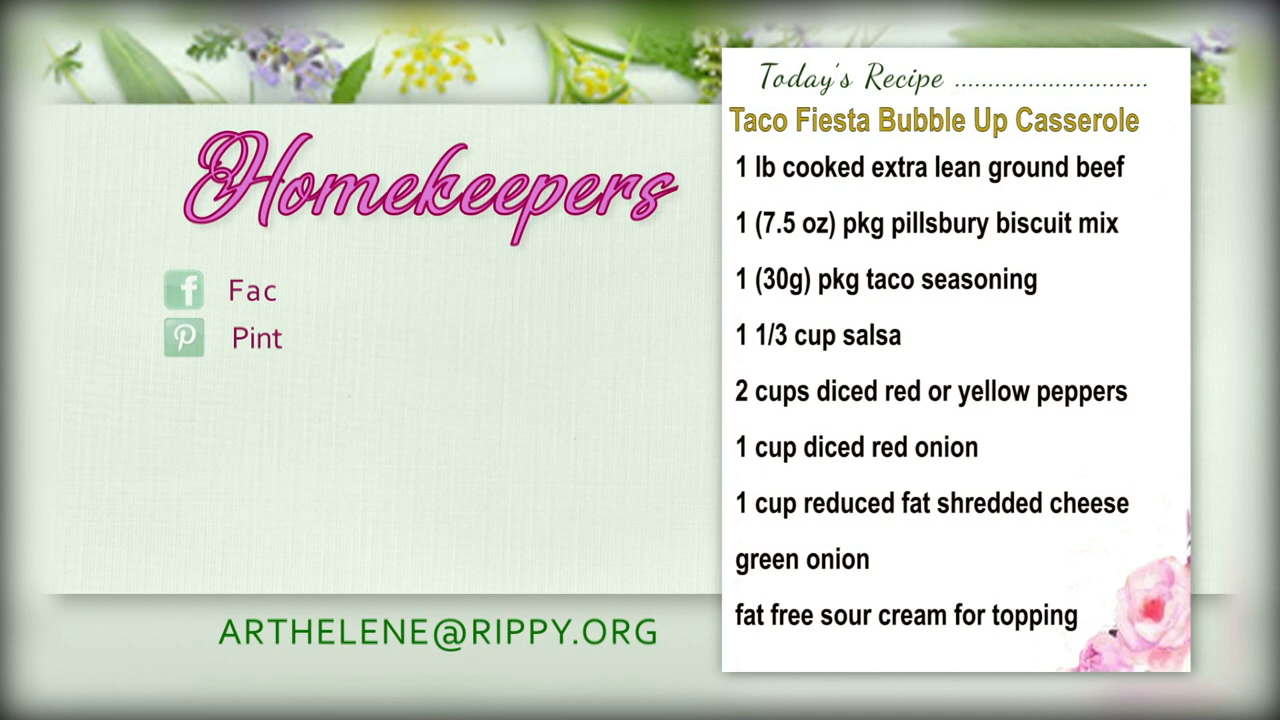 Homekeepers
Fac
Pint
ARTHELENE@RIPPY.ORG
Today's Recipe .............................
Taco Fiesta Bubble Up Casserole
1 lb cooked extra lean ground beef
1 (7.5 oz) pkg pillsbury biscuit mix
1 (30g) pkg taco seasoning
1 1/3 cup salsa
2 cups diced red or yellow peppers
1 cup diced red onion
1 cup reduced fat shredded cheese
green onion
fat free sour cream for topping